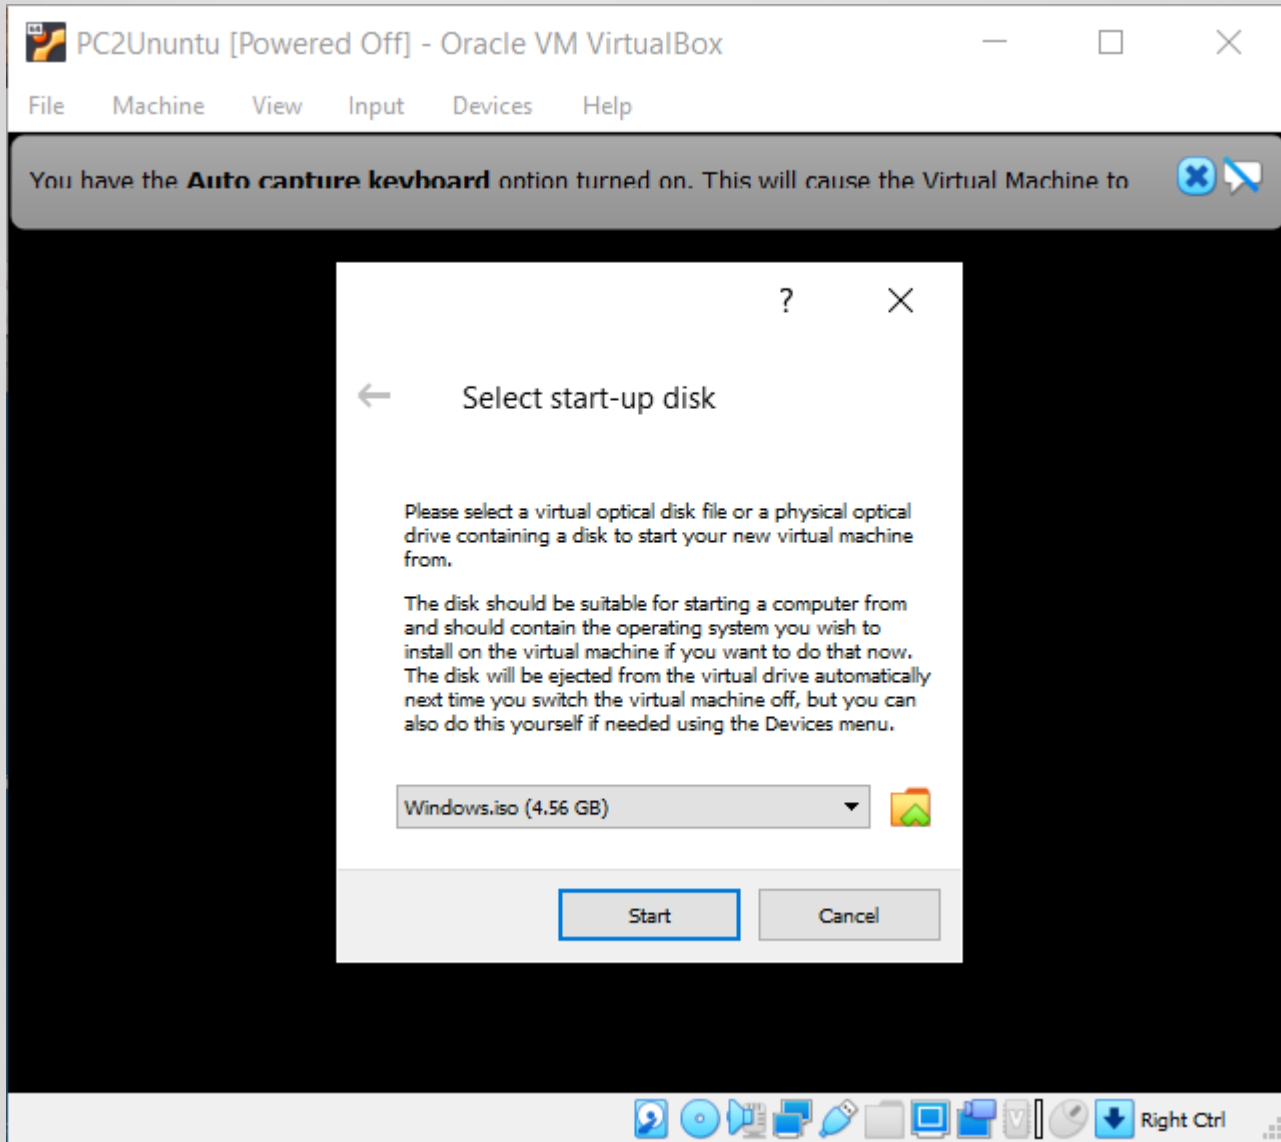 64
PC2Ununtu [Powered Off] - Oracle VM VirtualBox
File Machine View Input Devices Help
You have the Auto capture keyboard option turned on. This will cause the Virtual Machine to
?
Select start-up disk
Please select a virtual optical disk file or a physical optical
drive containing a disk to start your new virtual machine
from.
The disk should be suitable for starting a computer from
and should contain the operating system you wish to
install on the virtual machine if you want to do that now.
The disk will be ejected from the virtual drive automatically
next time you switch the virtual machine off, but you can
also do this yourself if needed using the Devices menu.
Windows.iso (4.56 GB)
Start Cancel
V Right Ctrl